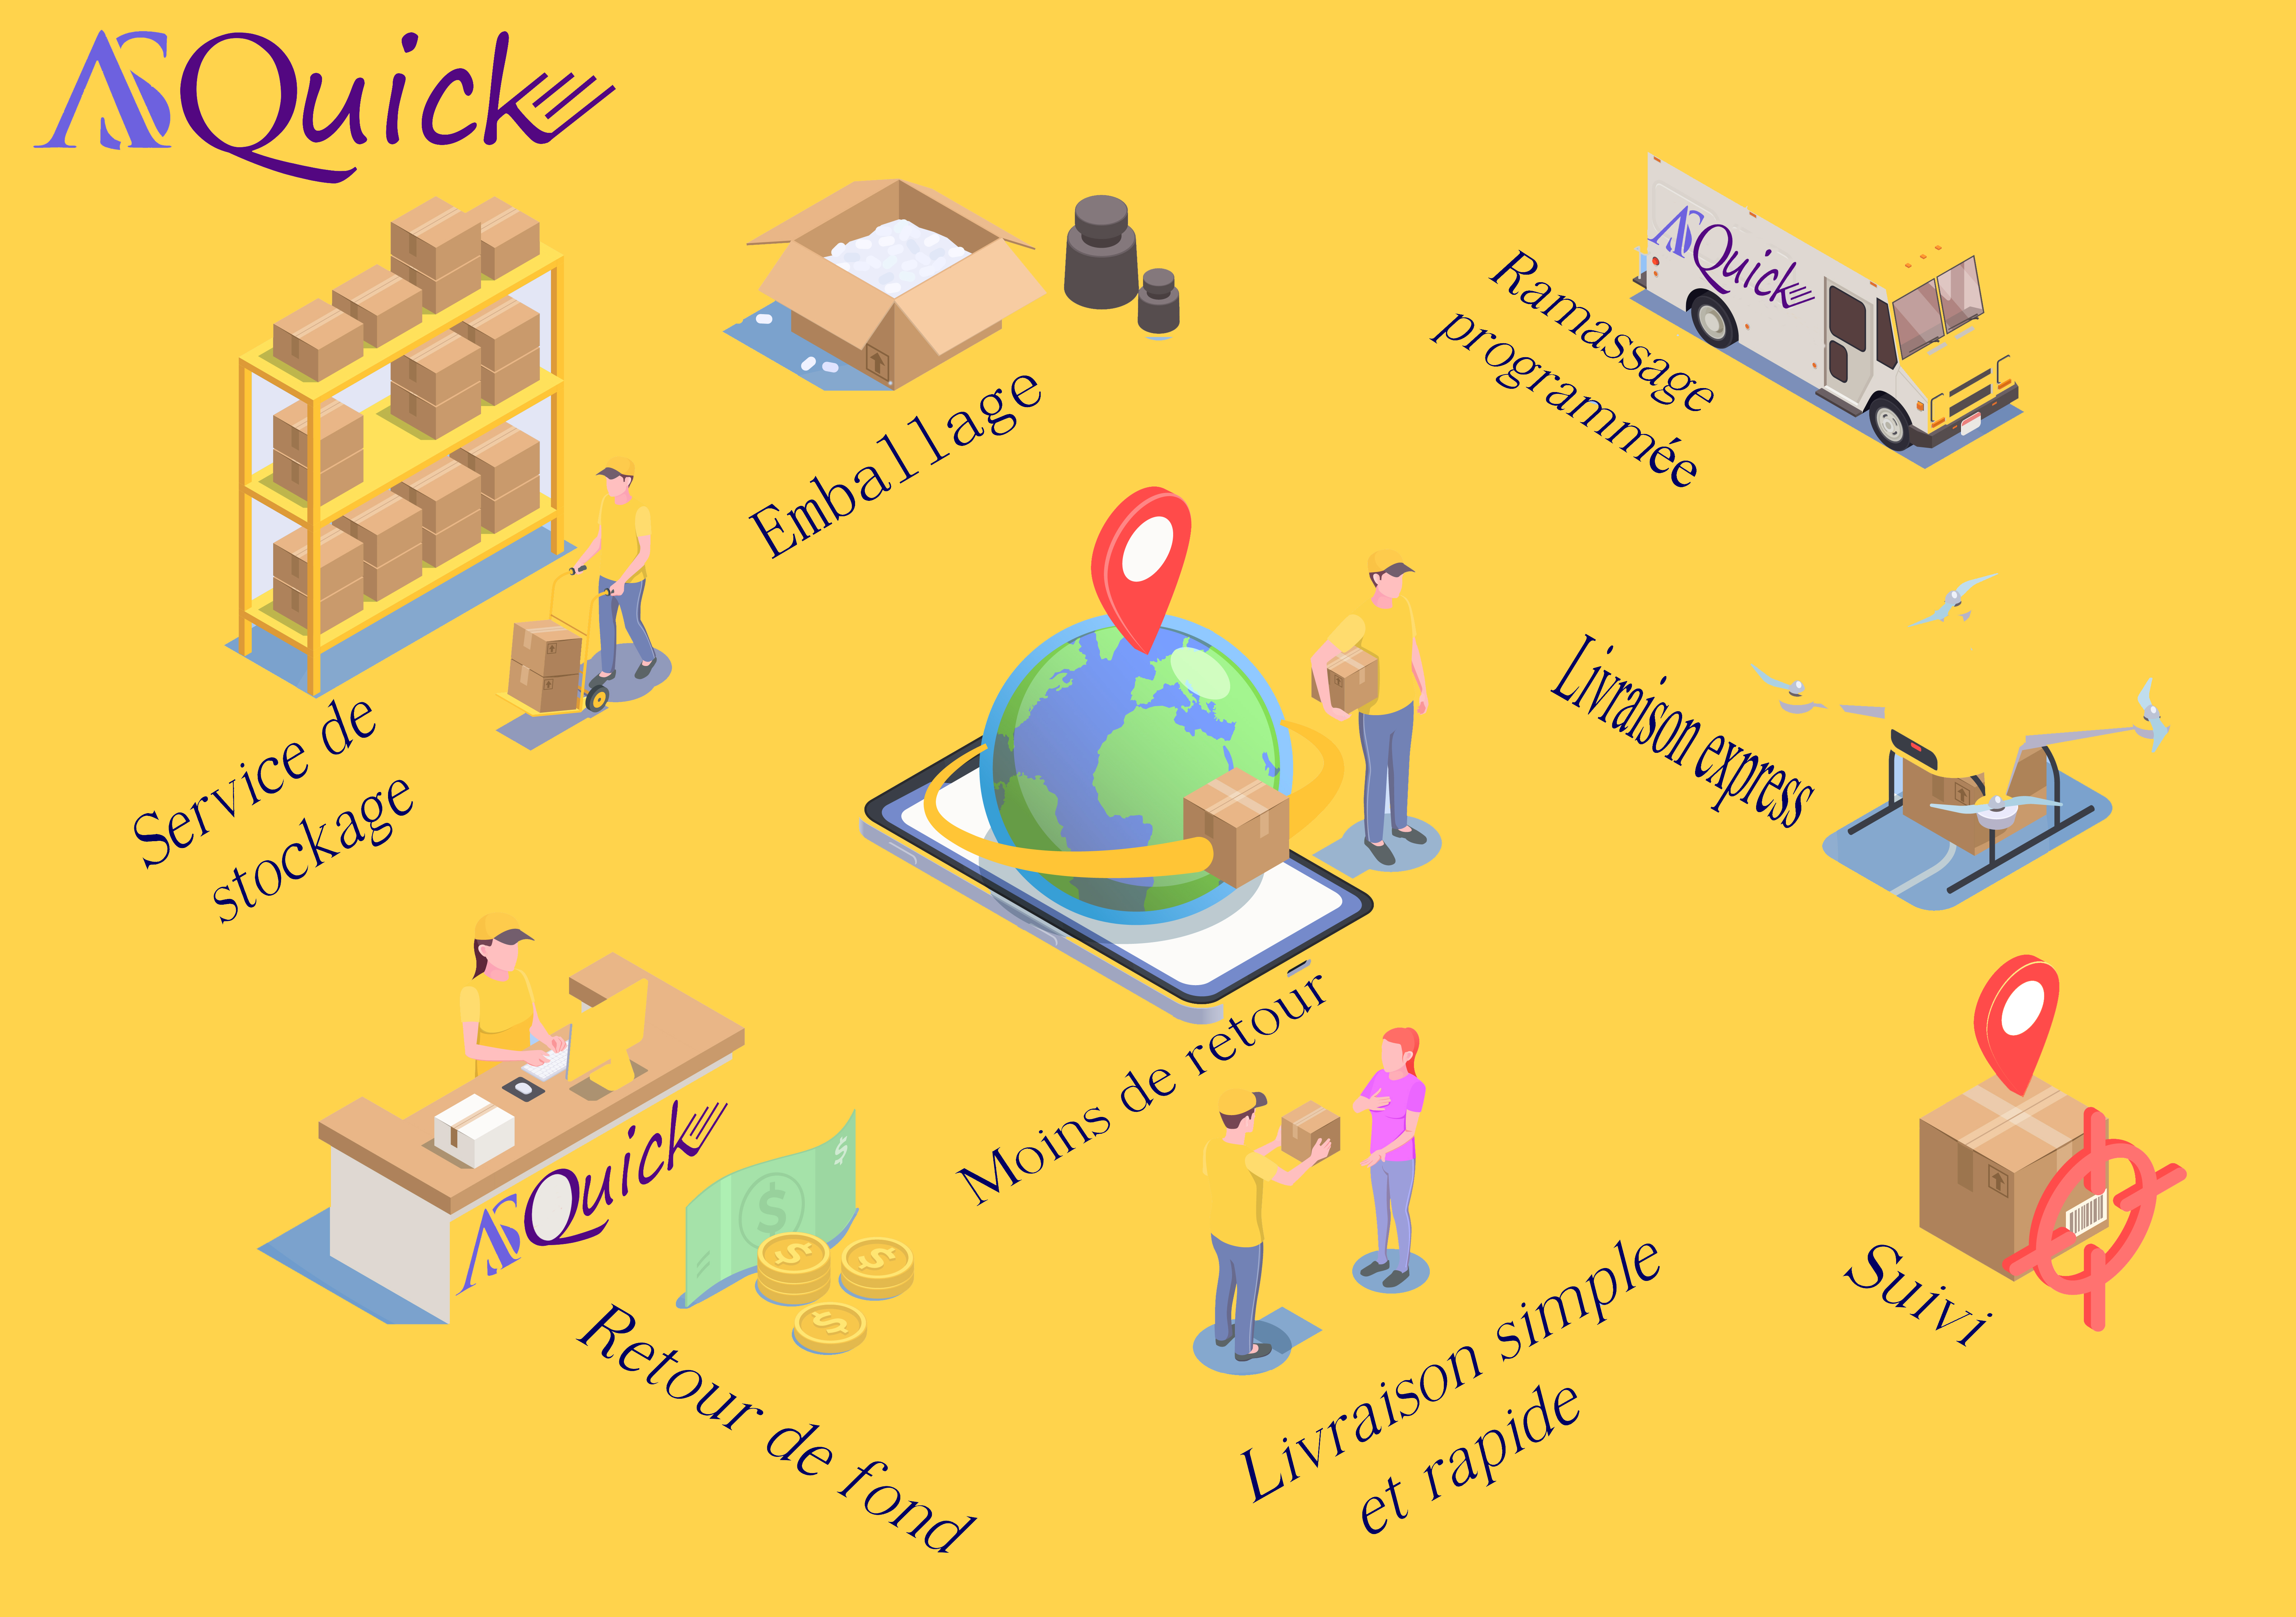 ASQuick
ASQuick
Ramassage
programmée
Emballage
Livraison express
Service de
stockage
Moins de retour
ASQuick
Suivi
Retour de fond
Livraison simple
et rapide